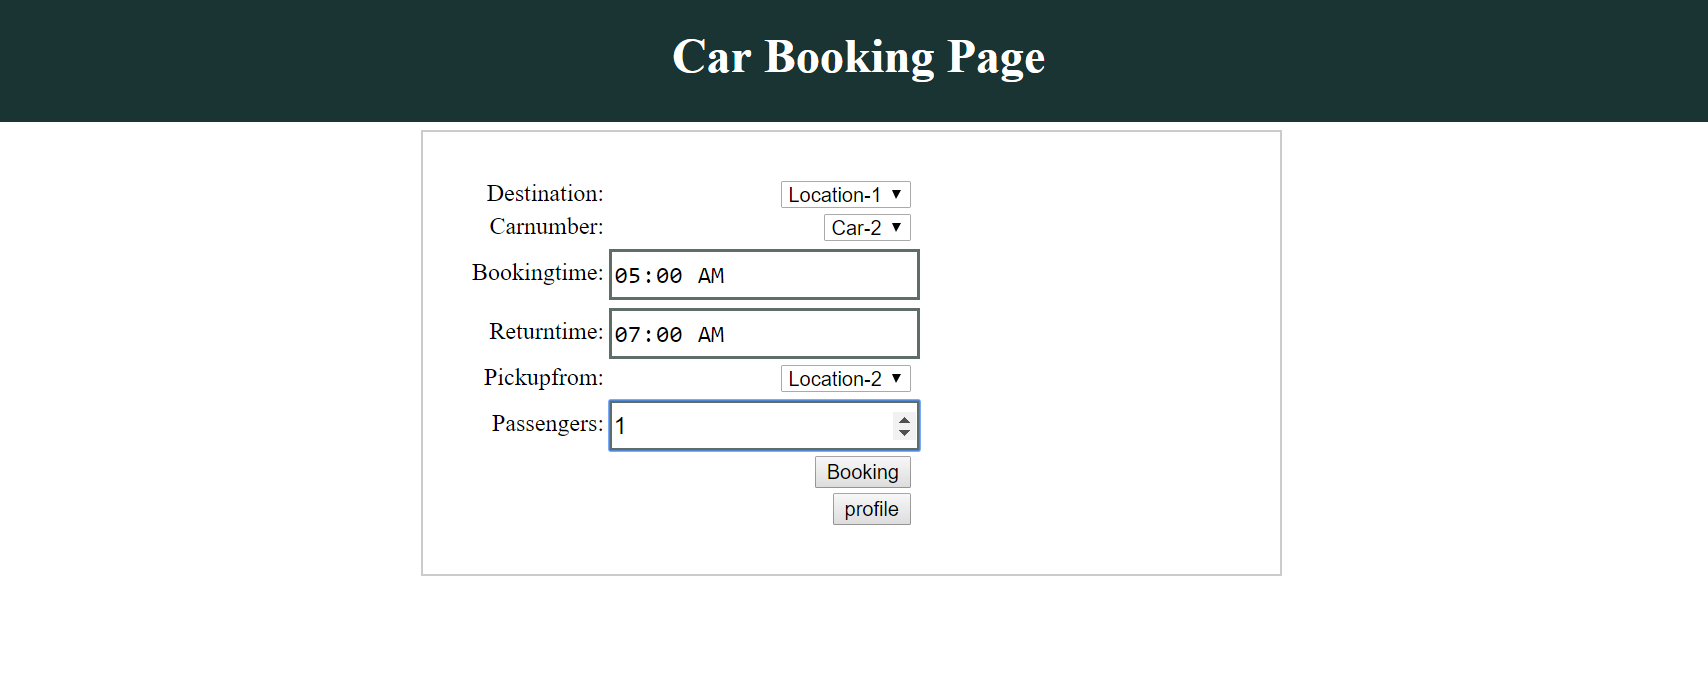 Car Booking Page
Destination: Location-1
Carnumber: Car-2
Bookingtime: 05:00 AM
Returntime: 07:00 AM
Pickupfrom: Location-2
Passengers: 1
Booking
profile